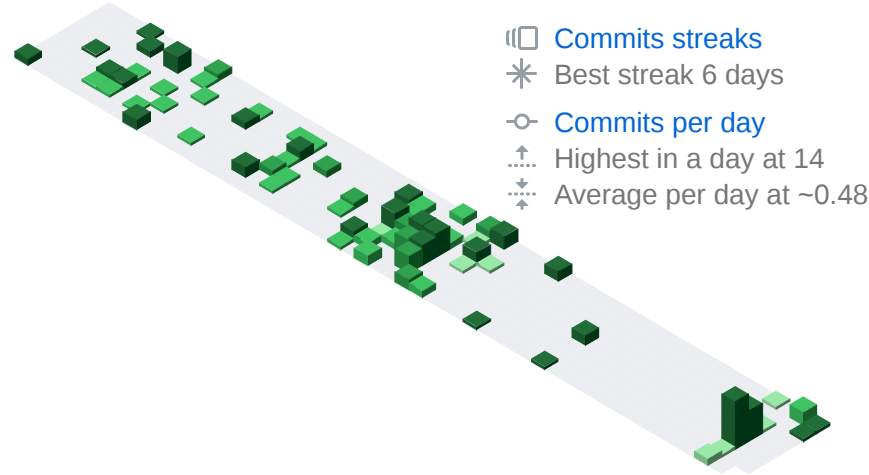 Commits streaks
Best streak 6 days
Commits per day
Highest in a day at 14
Average per day at ~0.48